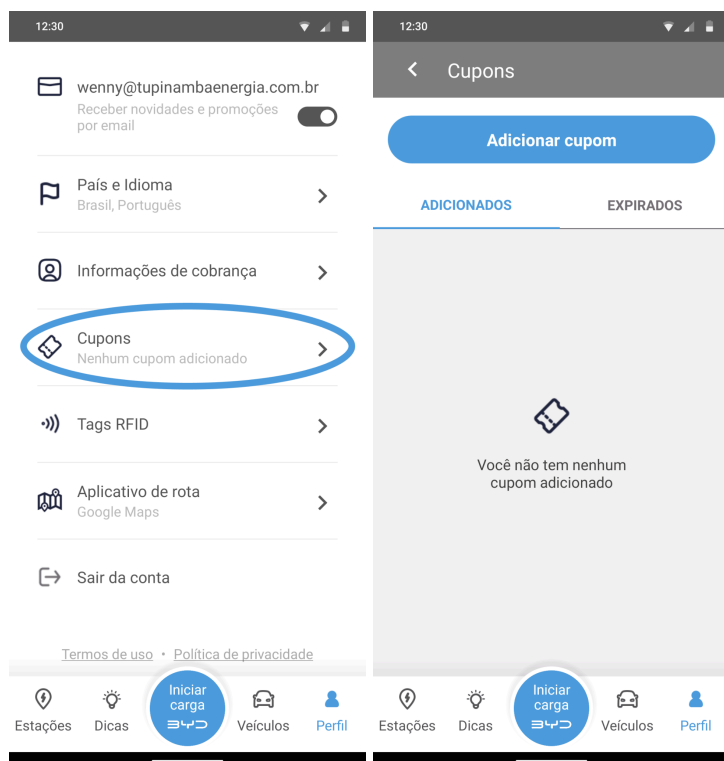 12:30
wenny@tupinambaenergia.com.br
Receber novidades e promoções
por email
País e Idioma
Brasil, Português
Informações de cobrança
Cupons
Nenhum cupom adicionado
Tags RFID
Aplicativo de rota
Google Maps
Sair da conta
Termos de uso • Política de privacidade
Estações
Dicas
Iniciar
carga
BYD
Veículos
Perfil
12:30
Cupons
Adicionar cupom
ADICIONADOS
EXPIRADOS
Você não tem nenhum
cupom adicionado
Estações
Dicas
Iniciar
carga
BYD
Veículos
Perfil